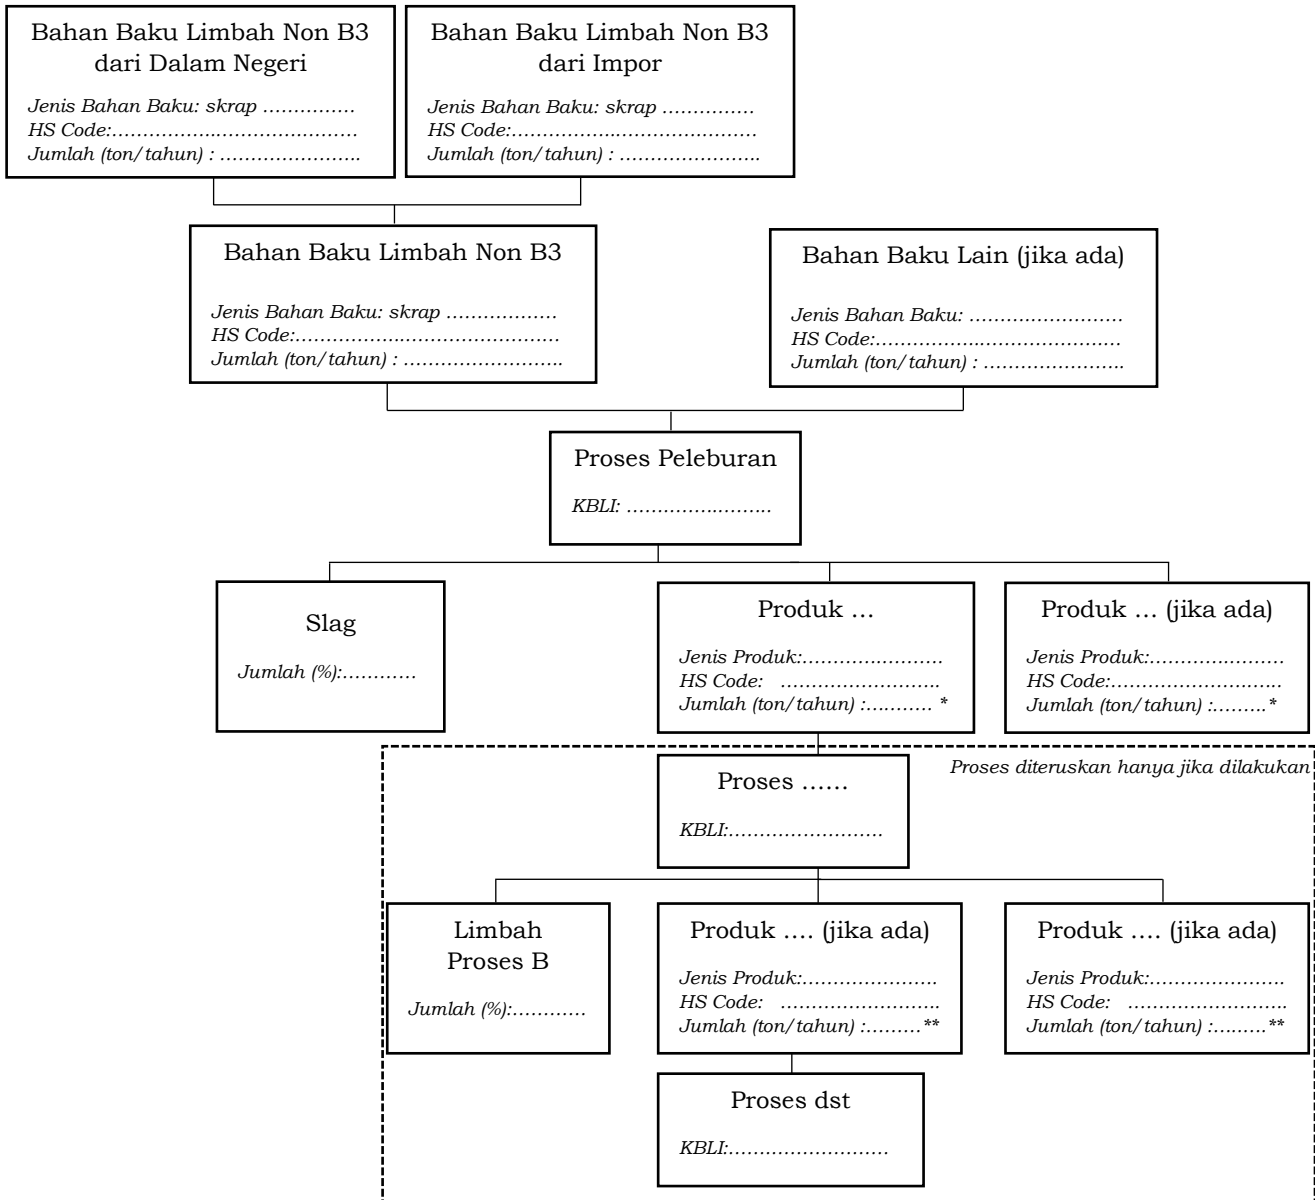 Bahan Baku Limbah Non B3
dari Dalam Negeri
Jenis Bahan Baku: skrap ...............
HS Code:........................................
Jumlah (ton/tahun) : .......................
Bahan Baku Limbah Non B3
dari Impor
Jenis Bahan Baku: skrap ...............
HS Code:........................................
Jumlah (ton/tahun) : .......................
Bahan Baku Limbah Non B3
Jenis Bahan Baku: skrap ..................
HS Code:...........................................
Jumlah (ton/tahun) : ..........................
Bahan Baku Lain (jika ada)
Jenis Bahan Baku: .........................
HS Code:........................................
Jumlah (ton/tahun) : .......................
Proses Peleburan
KBLI: ........................
Slag
Jumlah (%):............
Produk ...
Jenis Produk:.......................
HS Code: ..........................
Jumlah (ton/tahun) :........... *
Produk ... (jika ada)
Jenis Produk:......................
HS Code:............................
Jumlah (ton/tahun) :.........*
Proses diteruskan hanya jika dilakukan
Proses ......
KBLI:.........................
Limbah
Proses B
Jumlah (%):............
Produk .... (jika ada)
Jenis Produk:......................
HS Code: ..........................
Jumlah (ton/tahun) :.........**
Produk .... (jika ada)
Jenis Produk:......................
HS Code: ..........................
Jumlah (ton/tahun) :.........**
Proses dst
KBLI:..........................